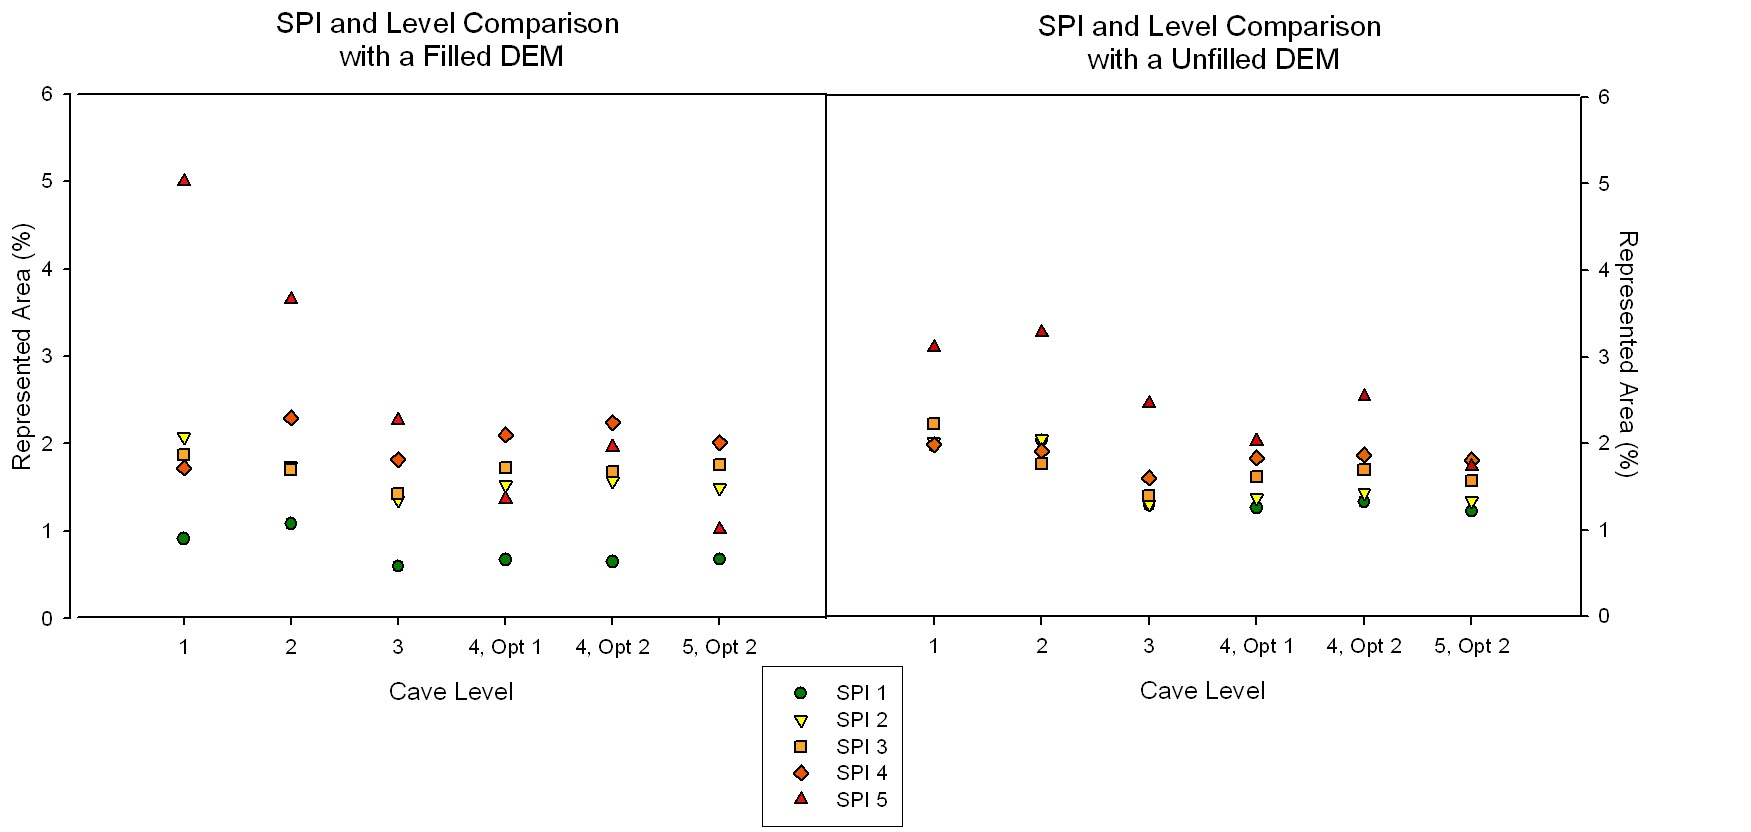 SPI and Level Comparison
with a Filled DEM
SPI and Level Comparison
with a Unfilled DEM
6
5
4
3
2
1
0
Represented Area (%)
1
2
3
4, Opt 1
4, Opt 2
5, Opt 2
Cave Level
6
5
4
3
2
1
0
Represented Area (%)
1
2
3
4, Opt 1
4, Opt 2
5, Opt 2
Cave Level
SPI 1
SPI 2
SPI 3
SPI 4
SPI 5